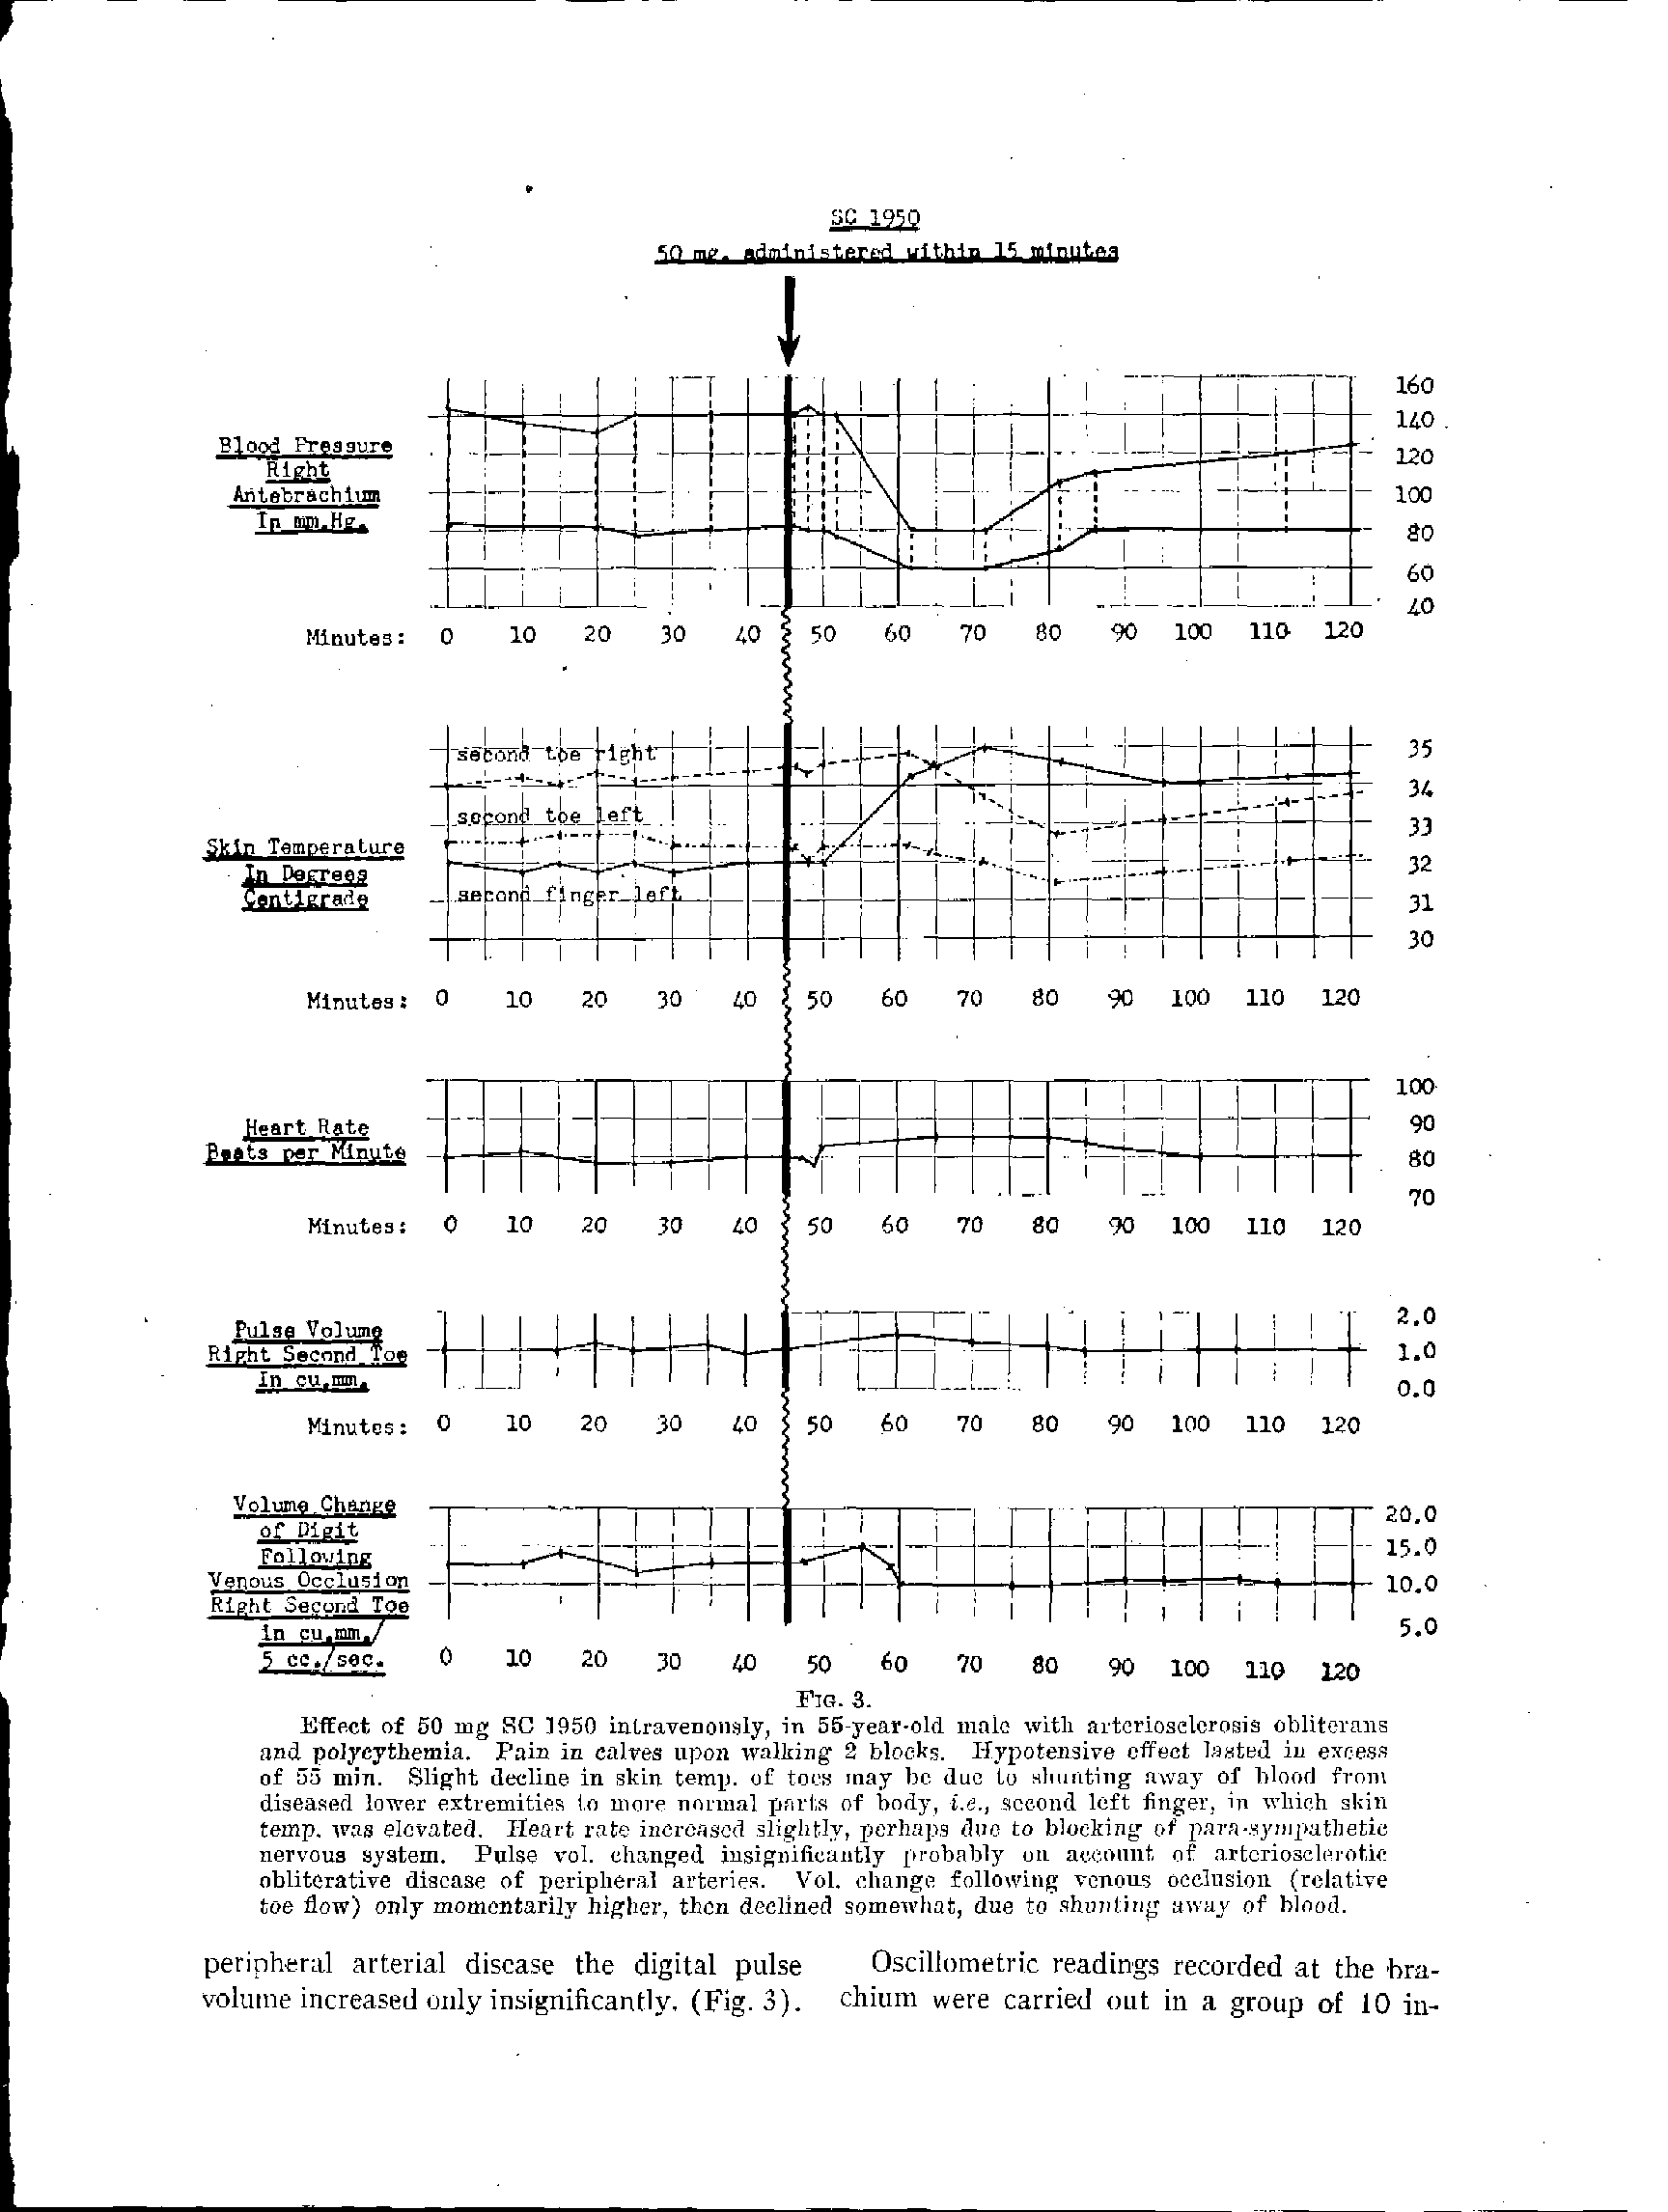 SC 1950
50 mg. administered within 15 minutes
Blood Pressure
Right
Antebrachium
In mm.Hg.
160
140
120
100
80
60
40
Minutes: 0 10 20 30 40 50 60 70 80 90 100 110 120
second toe right
second toe left
second finger left
Skin Temperature
In Degrees
Centigrade
35
34
33
32
31
30
Minutes: 0 10 20 30 40 50 60 70 80 90 100 110 120
Heart Rate
Beats per Minute
100
90
80
70
Minutes: 0 10 20 30 40 50 60 70 80 90 100 110 120
Pulse Volume
Right Second Toe
In cu.mm.
2.0
1.0
0.0
Minutes: 0 10 20 30 40 50 60 70 80 90 100 110 120
Volume Change
of Digit
Following
Venous Occlusion
Right Second Toe
in cu.mm./
5 cc./sec.
20.0
15.0
10.0
5.0
0 10 20 30 40 50 60 70 80 90 100 110 120
FIG. 3.
Effect of 50 mg SC 1950 intravenously, in 55-year-old male with arteriosclerosis obliterans
and polycythemia. Pain in calves upon walking 2 blocks. Hypotensive effect lasted in excess
of 55 min. Slight decline in skin temp. of toes may be due to shunting away of blood from
diseased lower extremities to more normal parts of body, i.e., second left finger, in which skin
temp. was elevated. Heart rate increased slightly, perhaps due to blocking of para-sympathetic
nervous system. Pulse vol. changed insignificantly probably on account of arteriosclerotic
obliterative disease of peripheral arteries. Vol. change following venous occlusion (relative
toe flow) only momentarily higher, then declined somewhat, due to shunting away of blood.
peripheral arterial disease the digital pulse
volume increased only insignificantly. (Fig. 3).
Oscillometric readings recorded at the bra-
chium were carried out in a group of 10 in-